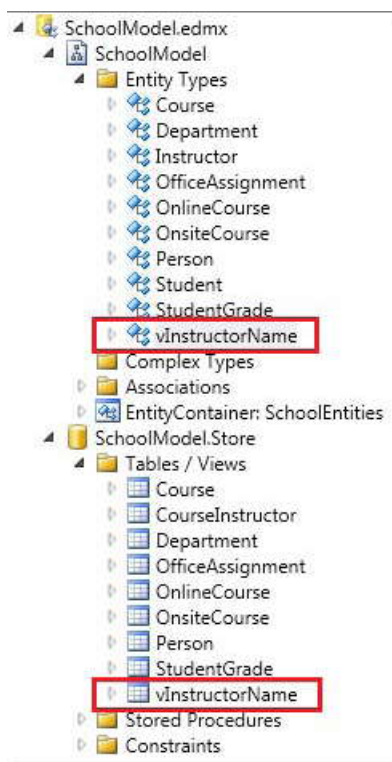 SchoolModel.edmx
SchoolModel
Entity Types
Course
Department
Instructor
OfficeAssignment
OnlineCourse
OnsiteCourse
Person
Student
StudentGrade
vInstructorName
Complex Types
Associations
EntityContainer: SchoolEntities
SchoolModel.Store
Tables / Views
Course
CourseInstructor
Department
OfficeAssignment
OnlineCourse
OnsiteCourse
Person
StudentGrade
vInstructorName
Stored Procedures
Constraints